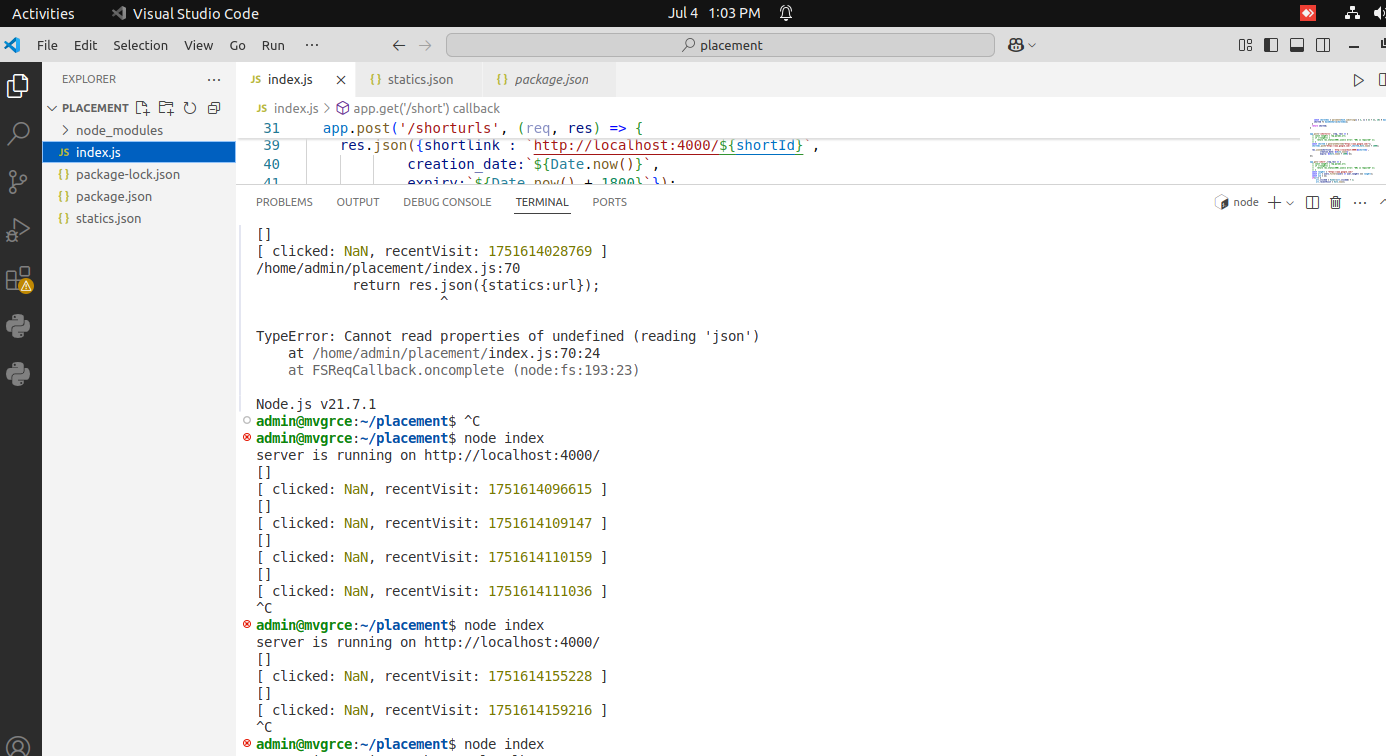 Activities Visual Studio Code Jul 4 1:03 PM
File Edit Selection View Go Run ··· placement
EXPLORER ···
PLACEMENT
node_modules
JS index.js
{} package-lock.json
{} package.json
{} statics.json
JS index.js {} statics.json {} package.json
JS index.js > app.get('/short') callback
31 app.post('/shorturls', (req, res) => {
39 res.json({shortlink : `http://localhost:4000/${shortId}`,
40 creation_date:`${Date.now()}`,
41 expiry:`${Date.now() + 1800}`});
PROBLEMS OUTPUT DEBUG CONSOLE TERMINAL PORTS node
[]
[ clicked: NaN, recentVisit: 1751614028769 ]
/home/admin/placement/index.js:70
return res.json({statics:url});
^
TypeError: Cannot read properties of undefined (reading 'json')
at /home/admin/placement/index.js:70:24
at FSReqCallback.oncomplete (node:fs:193:23)
Node.js v21.7.1
admin@mvgrce:~/placement$ ^C
admin@mvgrce:~/placement$ node index
server is running on http://localhost:4000/
[]
[ clicked: NaN, recentVisit: 1751614096615 ]
[]
[ clicked: NaN, recentVisit: 1751614109147 ]
[]
[ clicked: NaN, recentVisit: 1751614110159 ]
[]
[ clicked: NaN, recentVisit: 1751614111036 ]
^C
admin@mvgrce:~/placement$ node index
server is running on http://localhost:4000/
[]
[ clicked: NaN, recentVisit: 1751614155228 ]
[]
[ clicked: NaN, recentVisit: 1751614159216 ]
^C
admin@mvgrce:~/placement$ node index